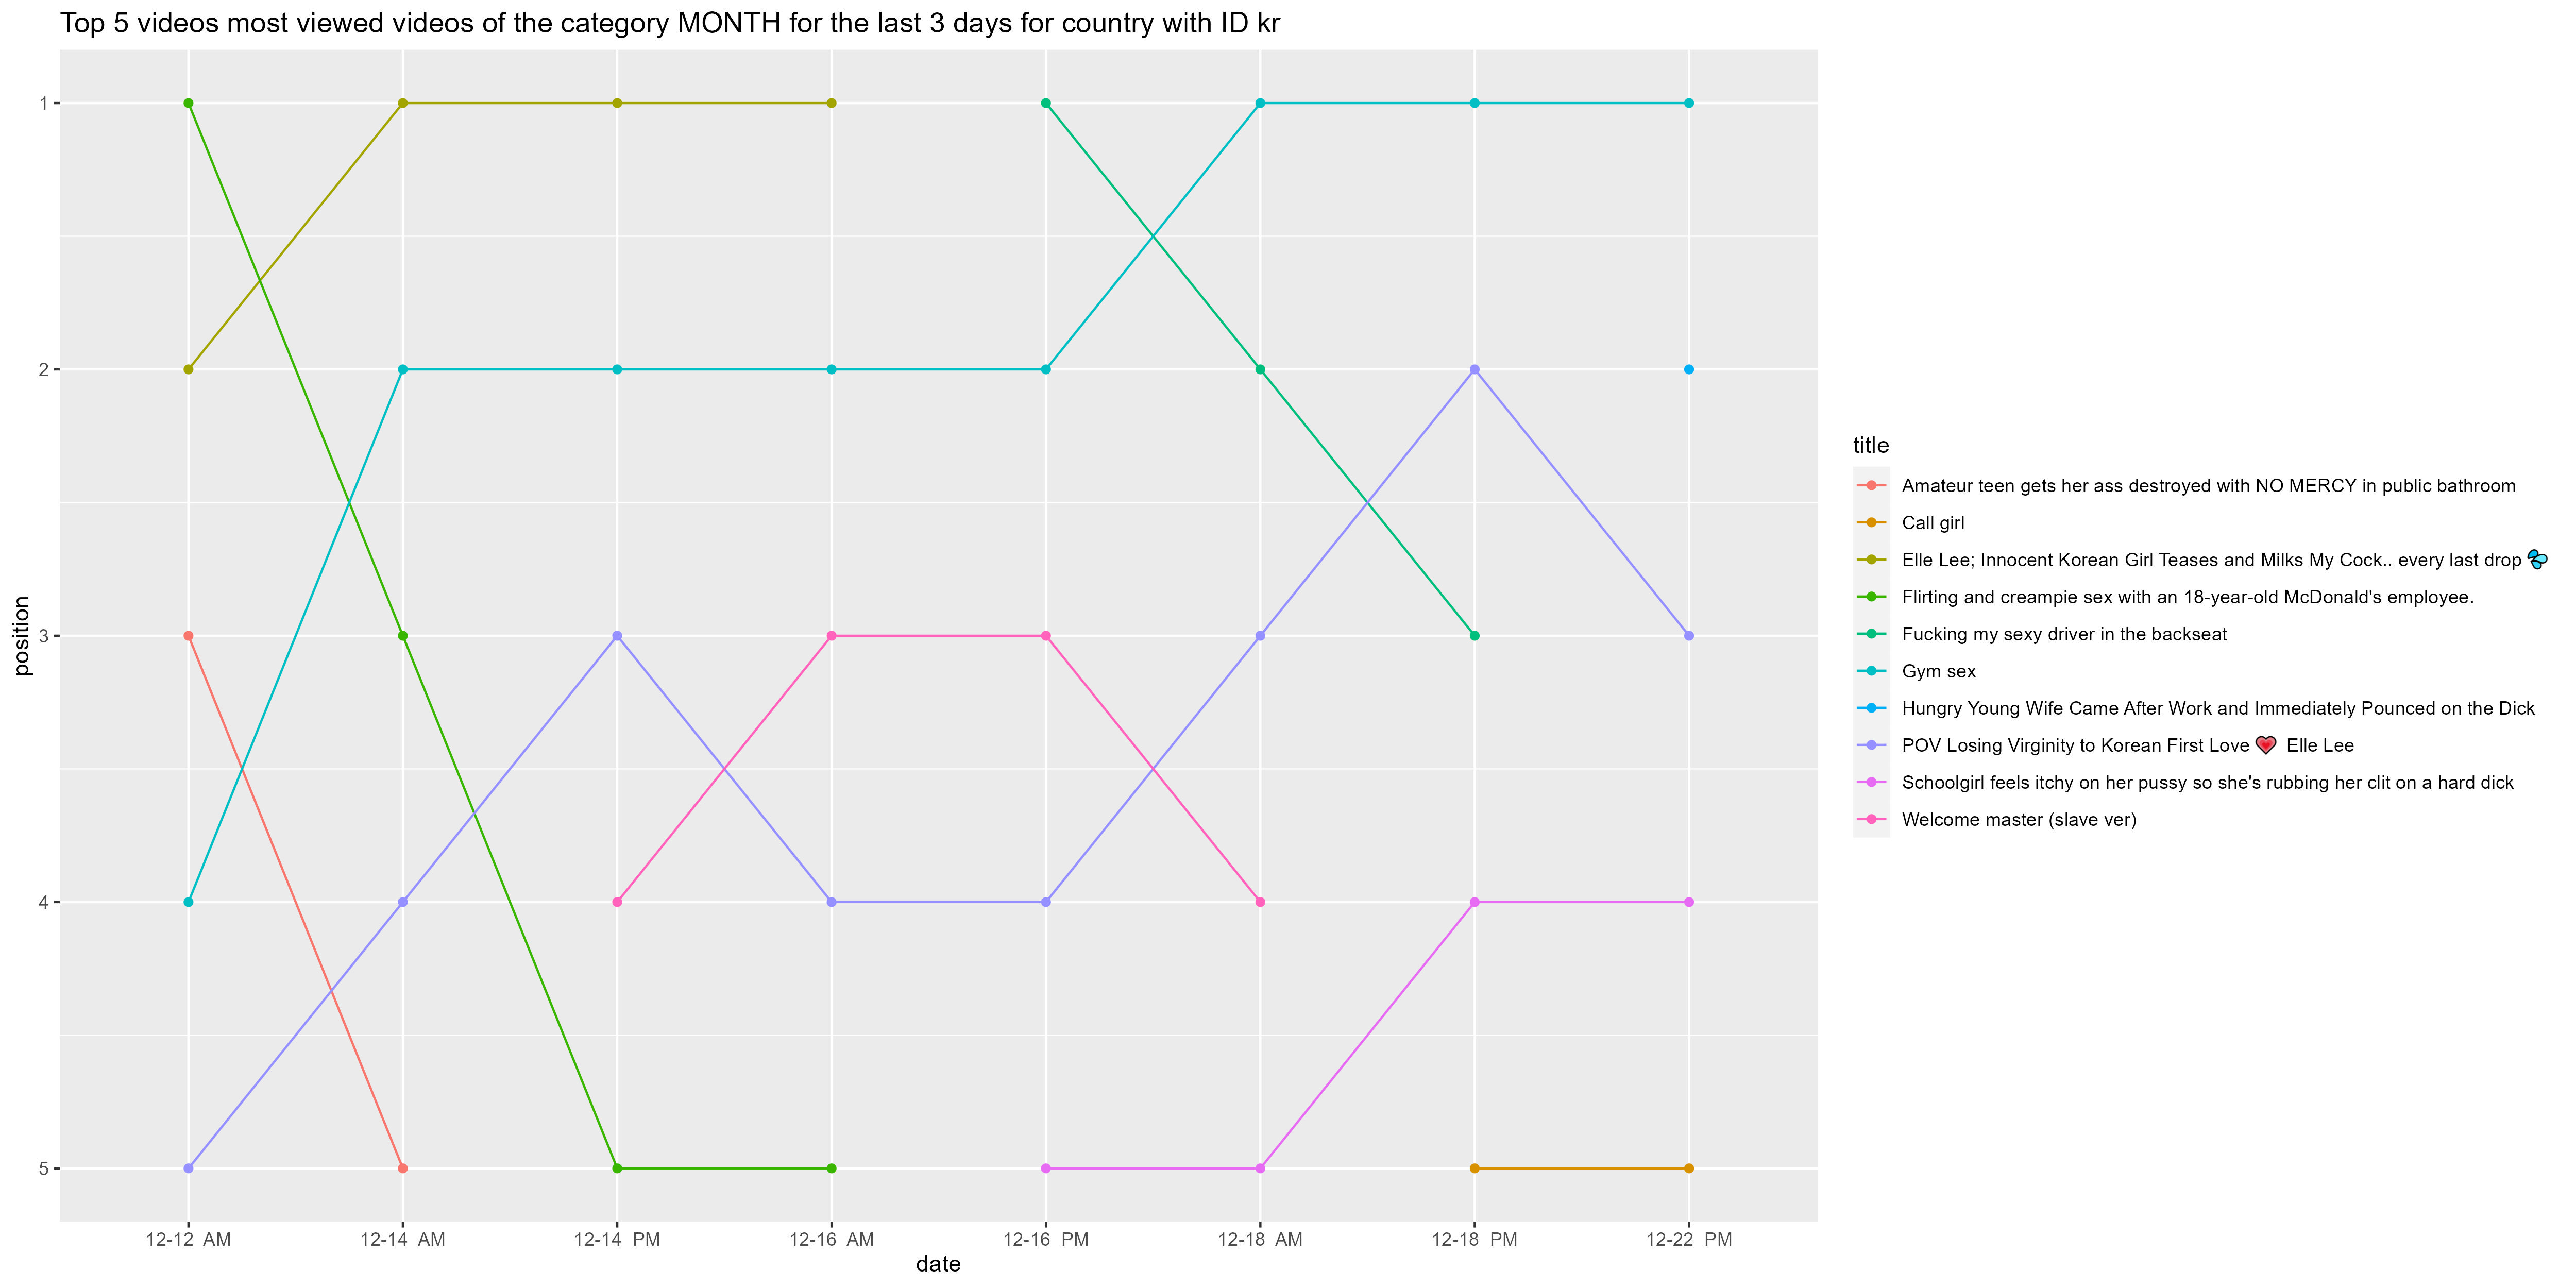 Top 5 videos most viewed videos of the category MONTH for the last 3 days for country with ID kr
position
1
2
3
4
5
12-12 AM
12-14 AM
12-14 PM
12-16 AM
12-16 PM
12-18 AM
12-18 PM
12-22 PM
date
title
Amateur teen gets her ass destroyed with NO MERCY in public bathroom
Call girl
Elle Lee; Innocent Korean Girl Teases and Milks My Cock.. every last drop 💦
Flirting and creampie sex with an 18-year-old McDonald's employee.
Fucking my sexy driver in the backseat
Gym sex
Hungry Young Wife Came After Work and Immediately Pounced on the Dick
POV Losing Virginity to Korean First Love 💗 Elle Lee
Schoolgirl feels itchy on her pussy so she's rubbing her clit on a hard dick
Welcome master (slave ver)